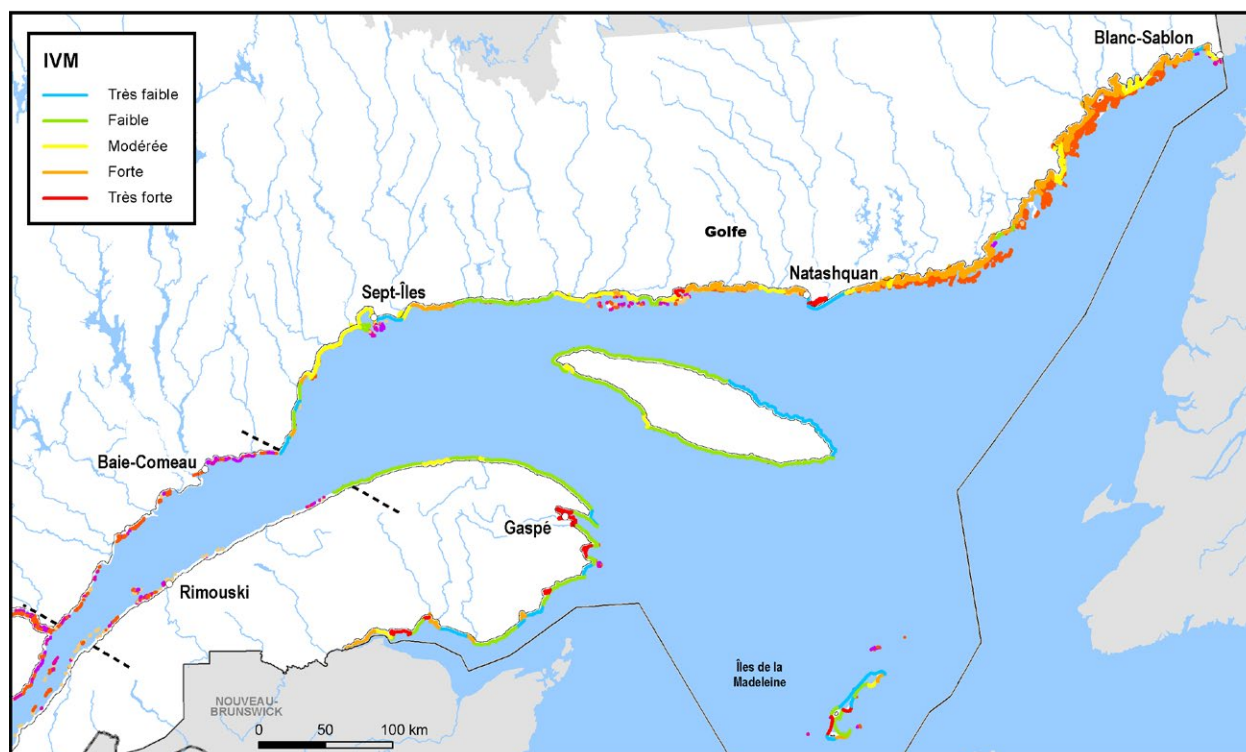 IVM
Très faible
Faible
Modérée
Forte
Très forte
Blanc-Sablon
Golfe
Natashquan
Sept-Îles
Baie-Comeau
Gaspé
Rimouski
Îles de la
Madeleine
NOUVEAU-
BRUNSWICK
0 50 100 km